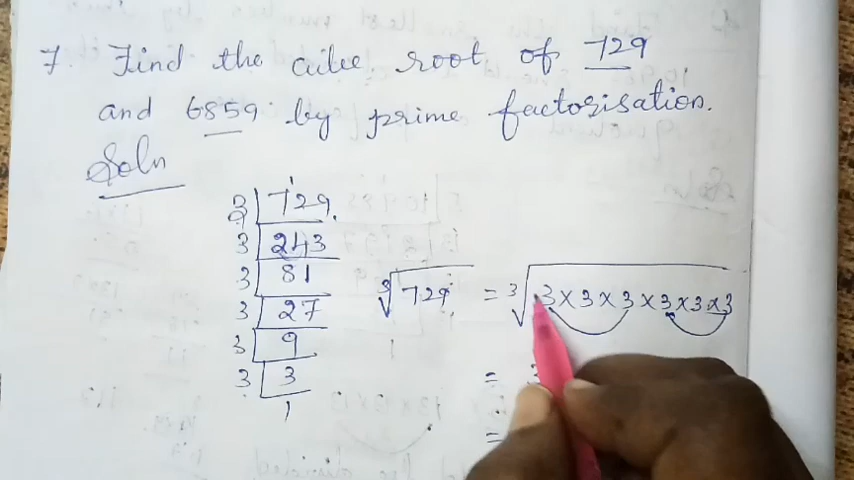 7. Find the cube root of 729
and 6859 by prime factorisation.
Soln
3 | 729
3 | 243
3 | 81
3 | 27
3 | 9
3 | 3
1
∛729 = ∛3×3×3×3×3×3
=
=